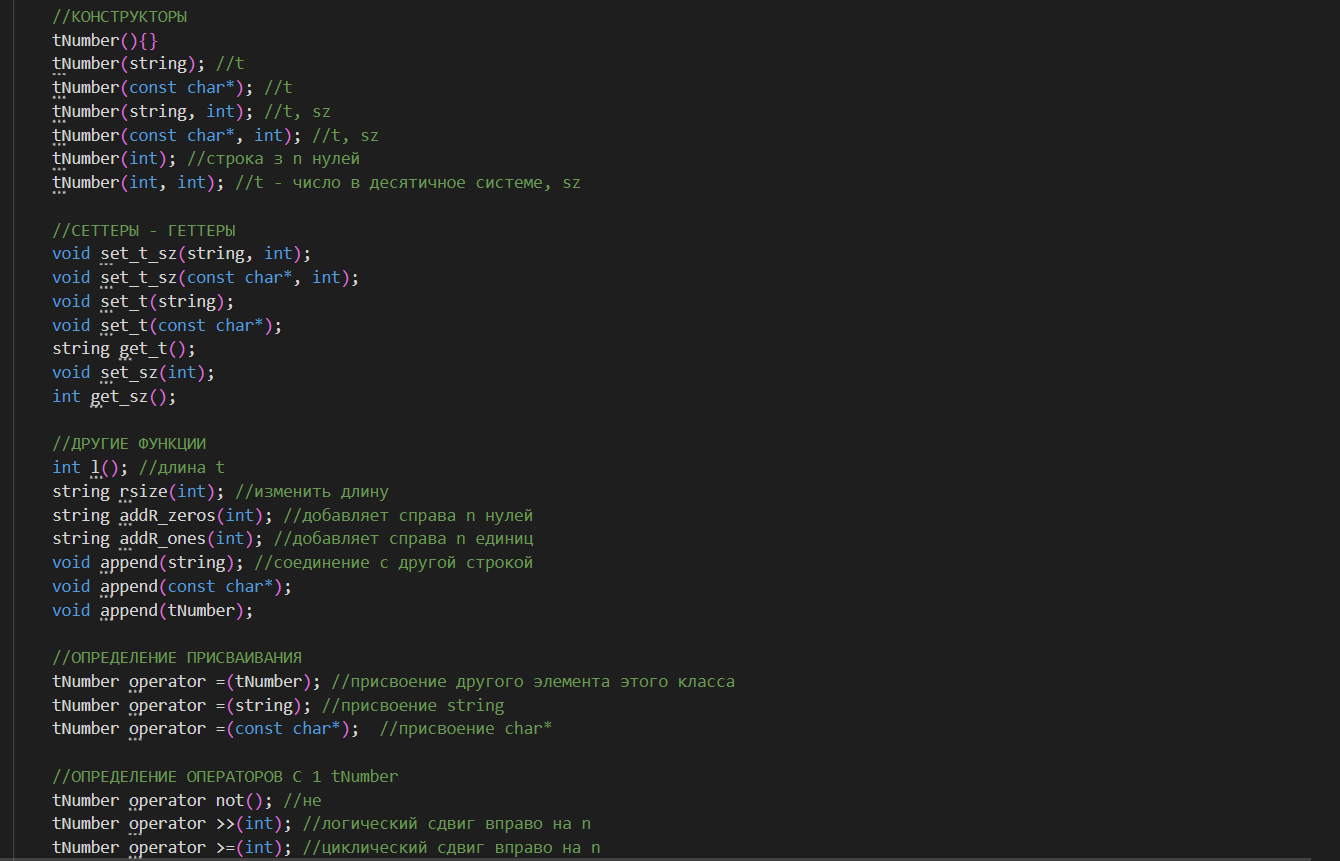 //КОНСТРУКТОРЫ
tNumber(){}
tNumber(string); //t
tNumber(const char*); //t
tNumber(string, int); //t, sz
tNumber(const char*, int); //t, sz
tNumber(int); //строка з n нулей
tNumber(int, int); //t - число в десятичное системе, sz
//СЕТТЕРЫ - ГЕТТЕРЫ
void set_t_sz(string, int);
void set_t_sz(const char*, int);
void set_t(string);
void set_t(const char*);
string get_t();
void set_sz(int);
int get_sz();
//ДРУГИЕ ФУНКЦИИ
int l(); //длина t
string rsize(int); //изменить длину
string addR_zeros(int); //добавляет справа n нулей
string addR_ones(int); //добавляет справа n единиц
void append(string); //соединение с другой строкой
void append(const char*);
void append(tNumber);
//ОПРЕДЕЛЕНИЕ ПРИСВАИВАНИЯ
tNumber operator =(tNumber); //присвоение другого элемента этого класса
tNumber operator =(string); //присвоение string
tNumber operator =(const char*);  //присвоение char*
//ОПРЕДЕЛЕНИЕ ОПЕРАТОРОВ С 1 tNumber
tNumber operator not(); //не
tNumber operator >>(int); //логический сдвиг вправо на n
tNumber operator >=(int); //циклический сдвиг вправо на n